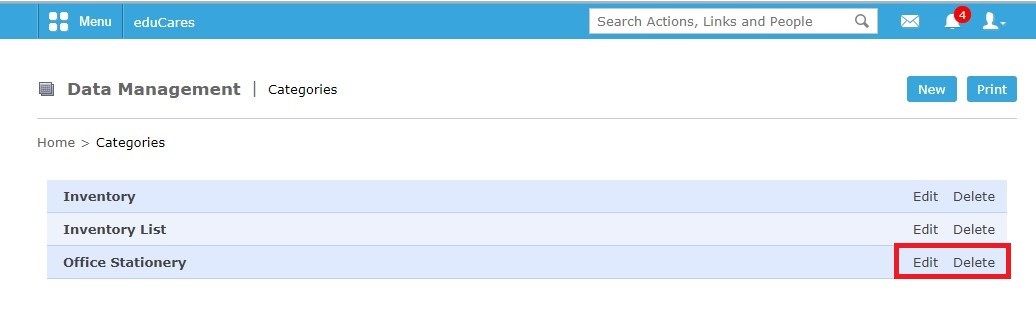 Menu eduCares Search Actions, Links and People 4
Data Management | Categories New Print
Home > Categories
Inventory Edit Delete
Inventory List Edit Delete
Office Stationery Edit Delete